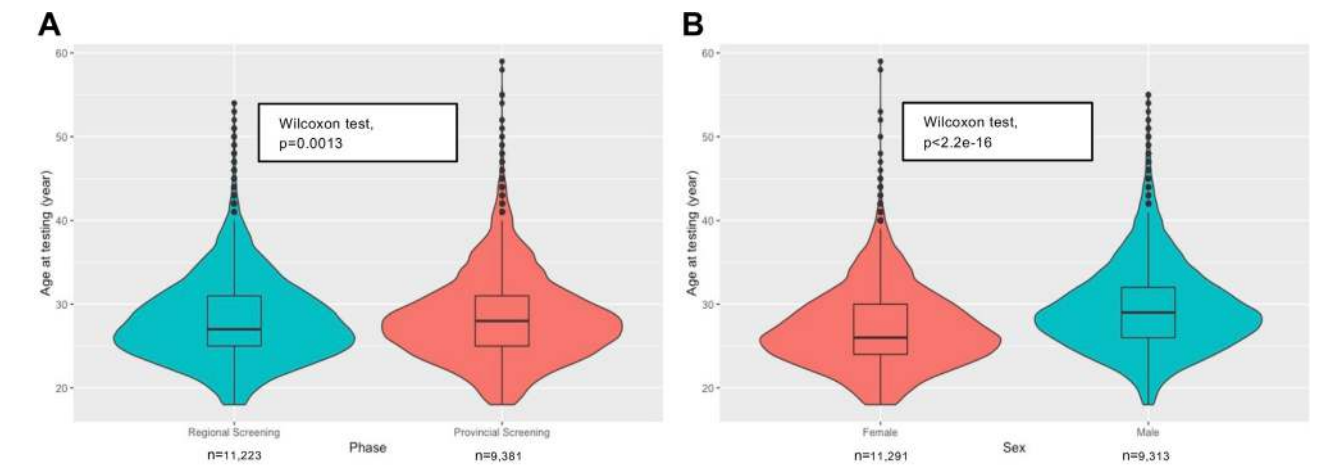 A
B
60
50
40
30
20
Age at testing (year)
Wilcoxon test,
p=0.0013
Regional Screening
Provincial Screening
Phase
n=11,223
n=9,381
60
50
40
30
20
Age at testing (year)
Wilcoxon test,
p<2.2e-16
Female
Male
Sex
n=11,291
n=9,313